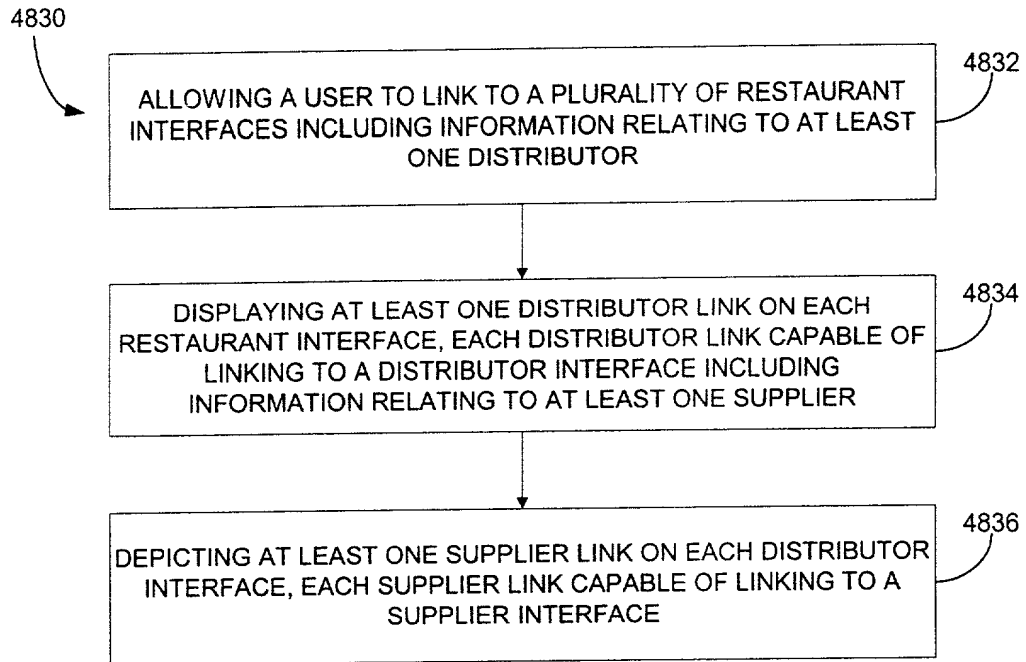 4830
4832
ALLOWING A USER TO LINK TO A PLURALITY OF RESTAURANT
INTERFACES INCLUDING INFORMATION RELATING TO AT LEAST
ONE DISTRIBUTOR
4834
DISPLAYING AT LEAST ONE DISTRIBUTOR LINK ON EACH
RESTAURANT INTERFACE, EACH DISTRIBUTOR LINK CAPABLE OF
LINKING TO A DISTRIBUTOR INTERFACE INCLUDING
INFORMATION RELATING TO AT LEAST ONE SUPPLIER
4836
DEPICTING AT LEAST ONE SUPPLIER LINK ON EACH DISTRIBUTOR
INTERFACE, EACH SUPPLIER LINK CAPABLE OF LINKING TO A
SUPPLIER INTERFACE